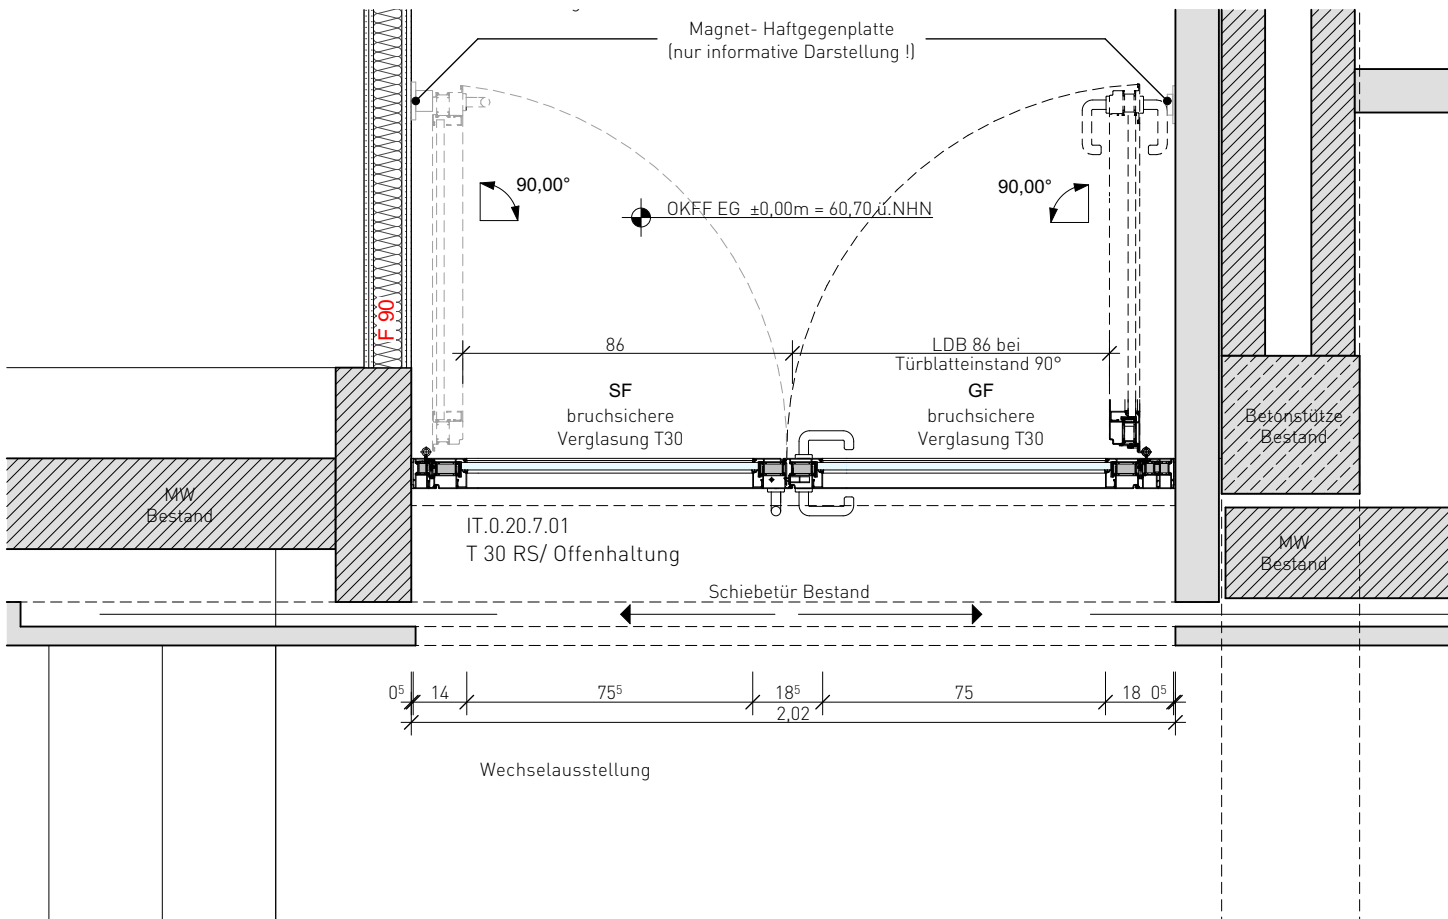 Magnet- Haftgegenplatte
(nur informative Darstellung !)
90,00°
90,00°
OKFF EG ±0,00m = 60,70 ü.NHN
F 90
86
LDB 86 bei
Türblatteinstand 90°
SF
bruchsichere
Verglasung T30
GF
bruchsichere
Verglasung T30
Betonstütze
Bestand
MW
Bestand
IT.0.20.7.01
T 30 RS/ Offenhaltung
MW
Bestand
Schiebetür Bestand
0⁵ 14 75⁵ 18⁵ 75 18 0⁵
2,02
Wechselausstellung